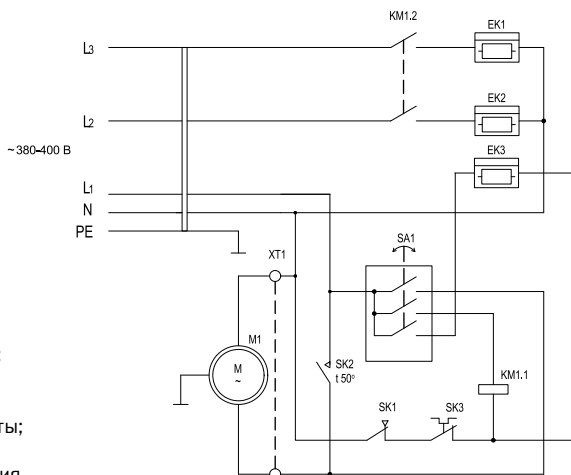 KM1.2
EK1
L3
EK2
L2
~380-400 В
EK3
L1
N
SA1
PE
XT1
M1
M
~
SK2
t 50°
KM1.1
SK1
SK3
ты;
ия